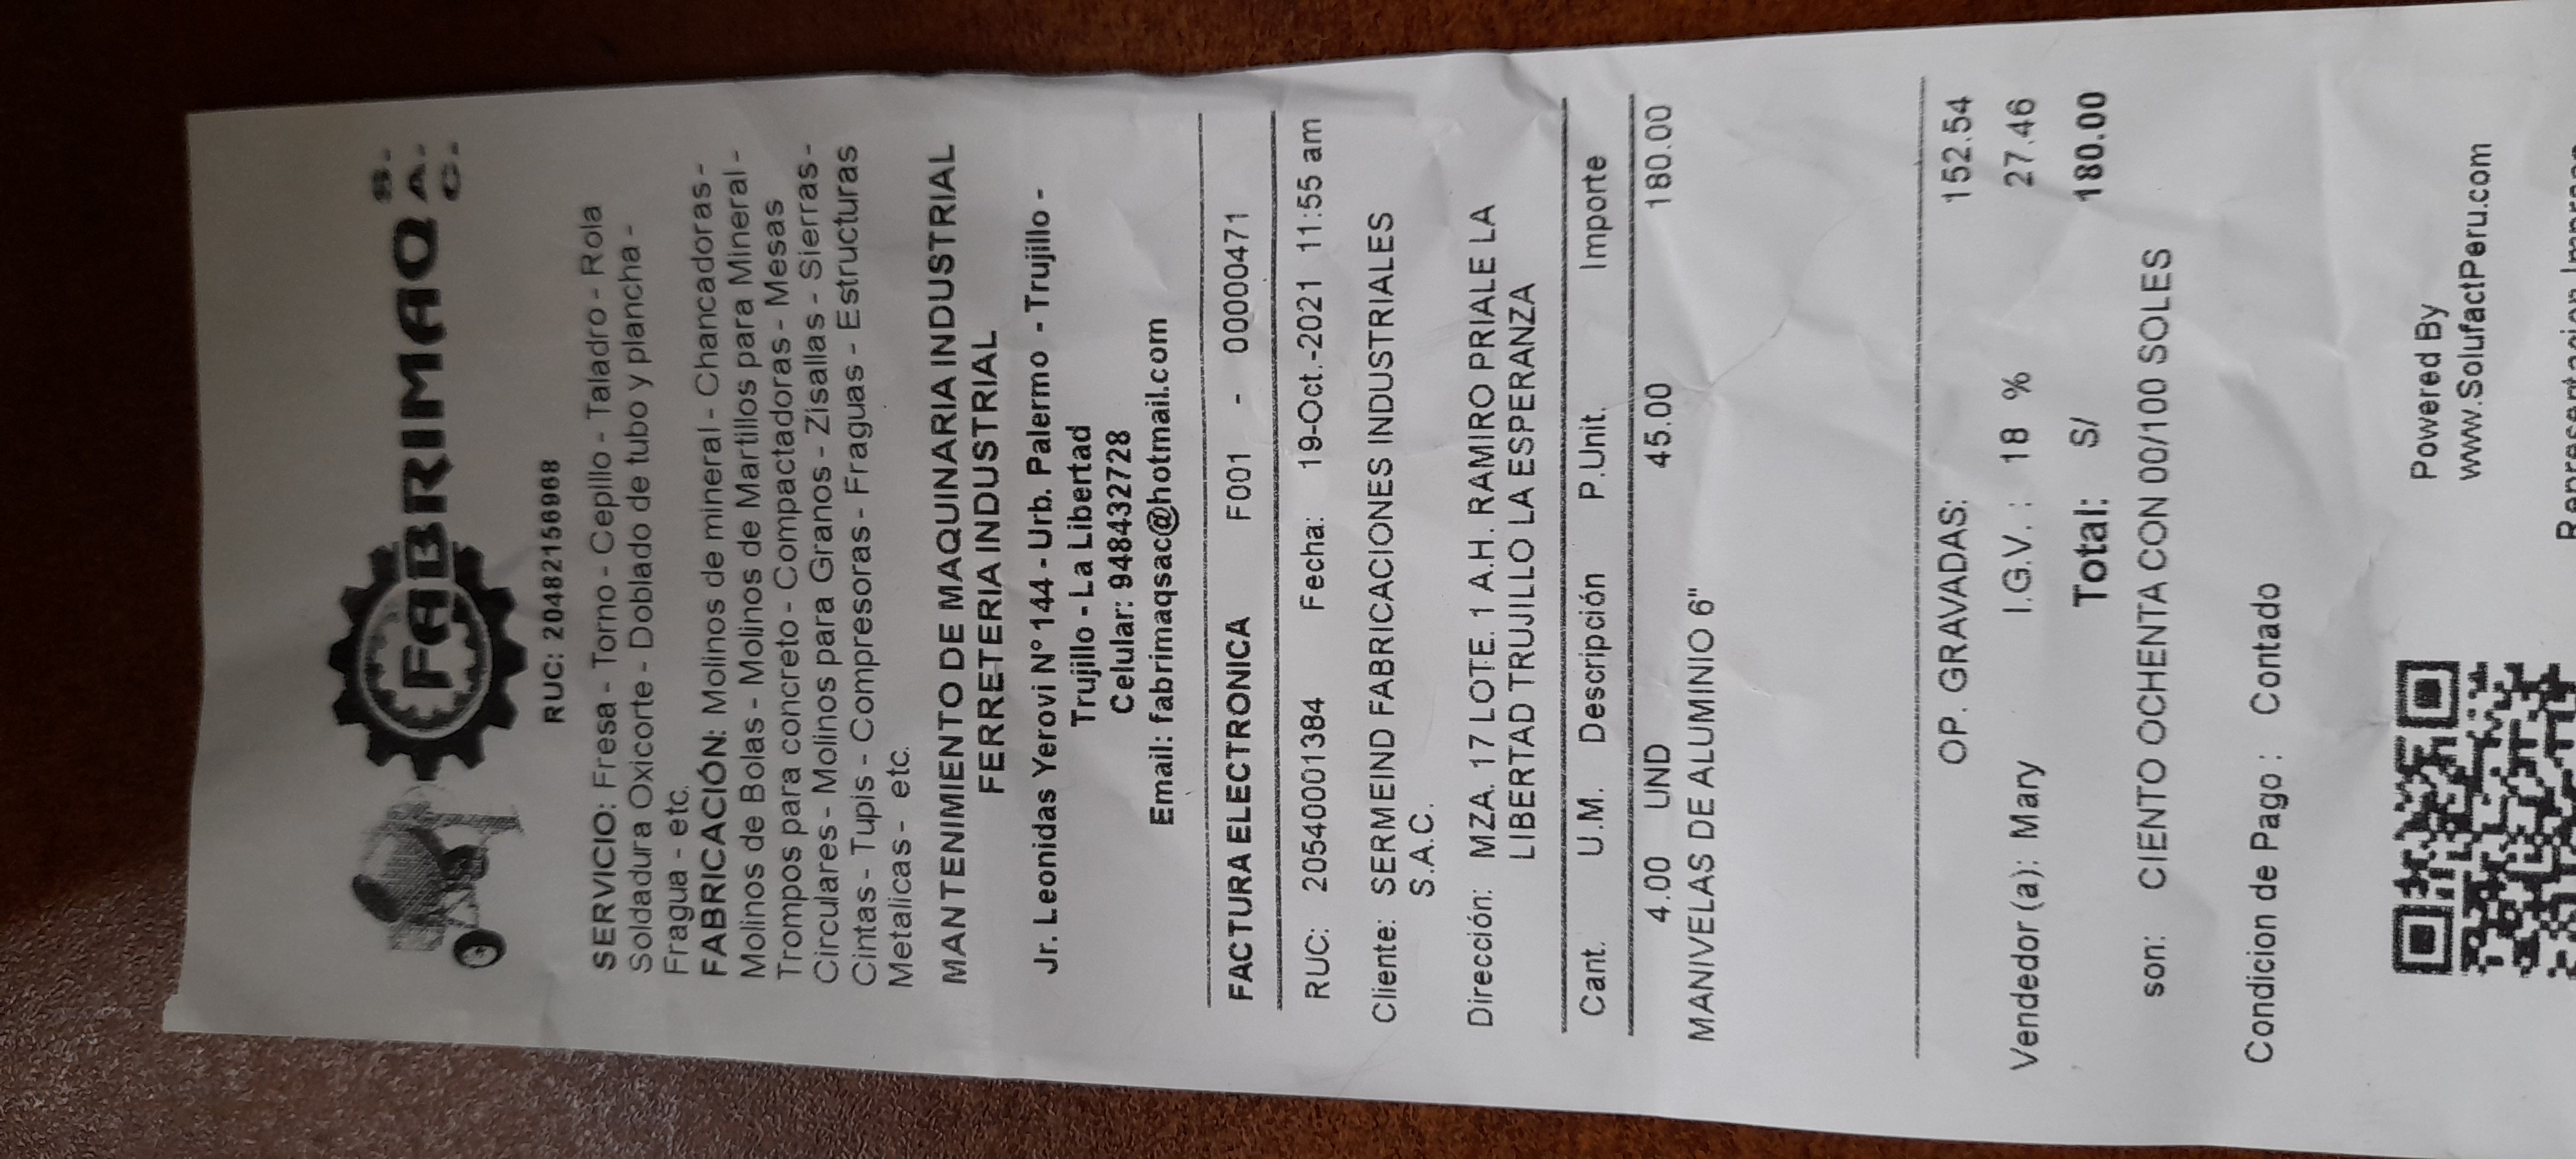 FABRIMAQ S.A.C.
RUC: 20482156968
SERVICIO: Fresa - Torno - Cepillo - Taladro - Rola
Soldadura Oxicorte - Doblado de tubo y plancha -
Fragua - etc.
FABRICACIÓN: Molinos de mineral - Chancadoras -
Molinos de Bolas - Molinos de Martillos para Mineral -
Trompos para concreto - Compactadoras - Mesas
Circulares - Molinos para Granos - Zisallas - Sierras -
Cintas - Tupis - Compresoras - Fraguas - Estructuras
Metalicas - etc.
MANTENIMIENTO DE MAQUINARIA INDUSTRIAL
FERRETERIA INDUSTRIAL
Jr. Leonidas Yerovi N° 144 - Urb. Palermo - Trujillo -
Trujillo - La Libertad
Celular: 948432728
Email: fabrimaqsac@hotmail.com
FACTURA ELECTRONICA F001 - 00000471
RUC: 20540001384 Fecha: 19-Oct.-2021 11:55 am
Cliente: SERMEIND FABRICACIONES INDUSTRIALES
S.A.C.
Dirección: MZA. 17 LOTE. 1 A.H. RAMIRO PRIALE LA
LIBERTAD TRUJILLO LA ESPERANZA
Cant. U.M. Descripción P.Unit. Importe
4.00 UND 45.00 180.00
MANIVELAS DE ALUMINIO 6"
OP. GRAVADAS: 152.54
Vendedor (a): Mary I.G.V. : 18 % 27.46
Total: S/ 180.00
son: CIENTO OCHENTA CON 00/100 SOLES
Condicion de Pago : Contado
Powered By
www.SolufactPeru.com
Representacion Impresa